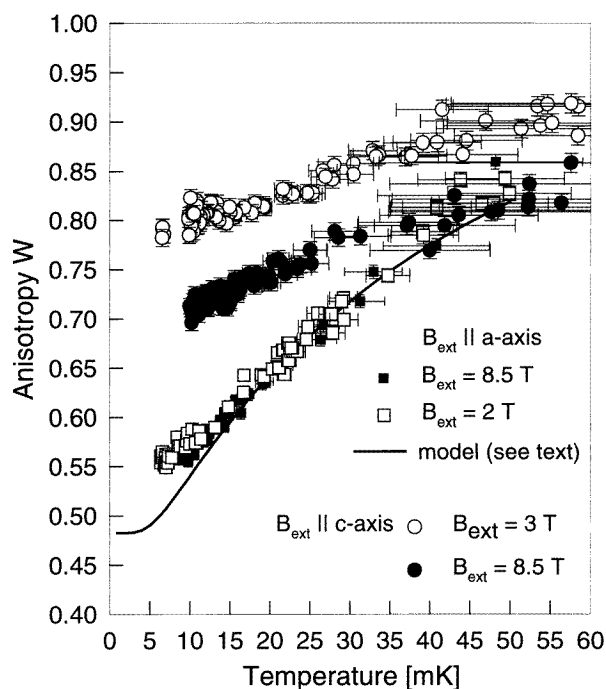 1.00
0.95
0.90
0.85
0.80
0.75
0.70
0.65
0.60
0.55
0.50
0.45
0.40
Anisotropy W
B_ext || a-axis
B_ext = 8.5 T
B_ext = 2 T
model (see text)
B_ext || c-axis
B_ext = 3 T
B_ext = 8.5 T
0 5 10 15 20 25 30 35 40 45 50 55 60
Temperature [mK]